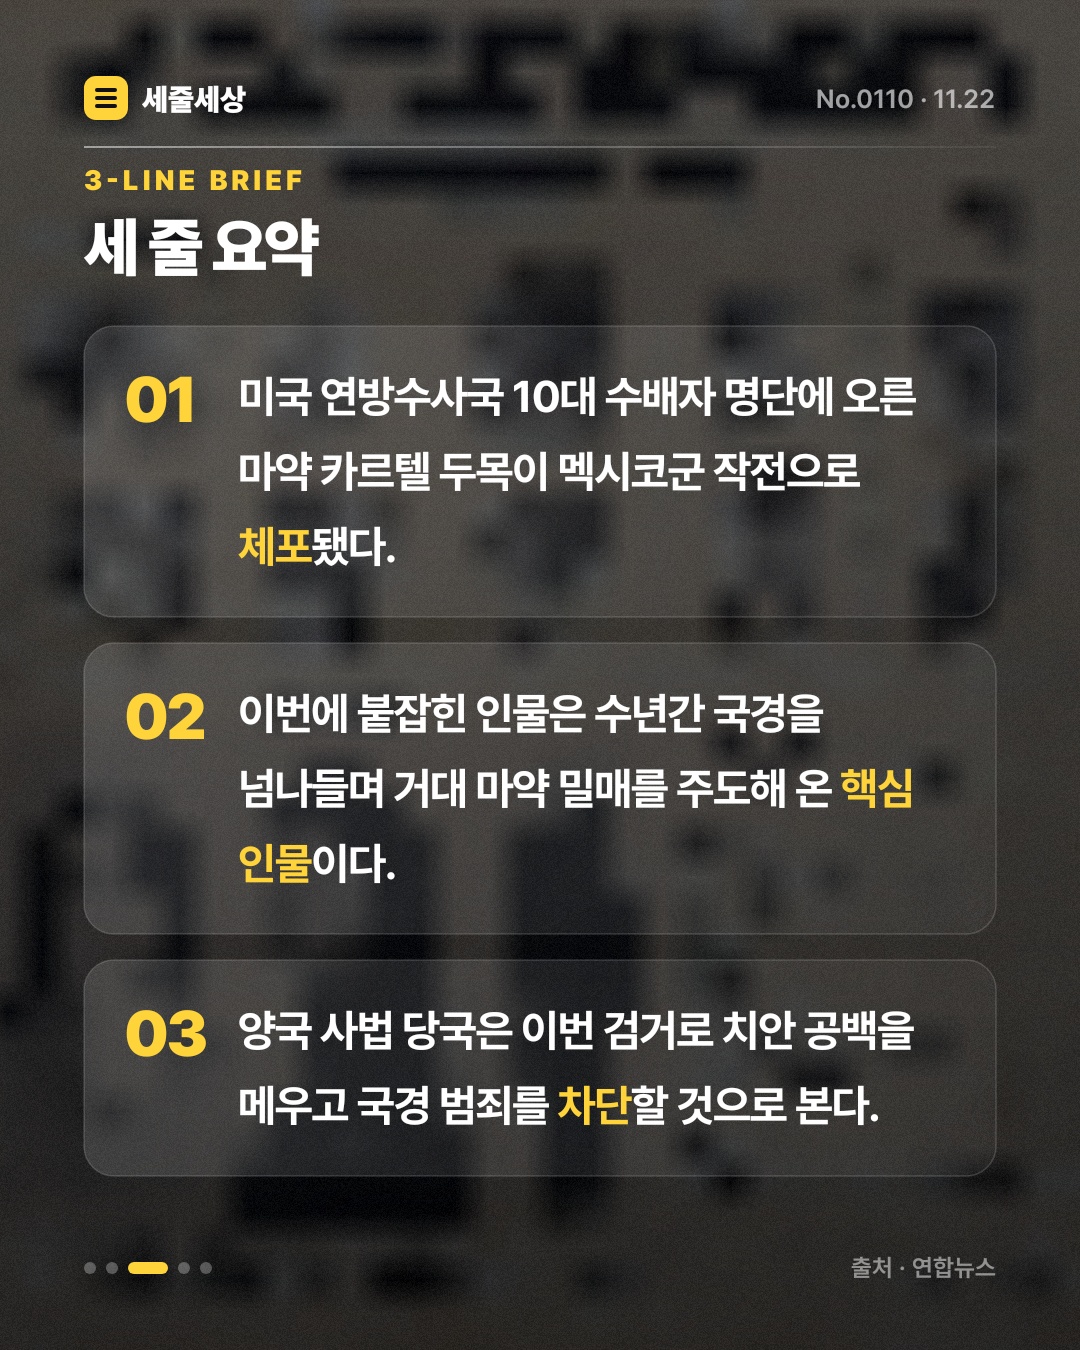 세줄세상
No.0110 · 11.22
3-LINE BRIEF
세 줄 요약
01
미국 연방수사국 10대 수배자 명단에 오른
마약 카르텔 두목이 멕시코군 작전으로
체포됐다.
02
이번에 붙잡힌 인물은 수년간 국경을
넘나들며 거대 마약 밀매를 주도해 온 핵심
인물이다.
03
양국 사법 당국은 이번 검거로 치안 공백을
메우고 국경 범죄를 차단할 것으로 본다.
출처 · 연합뉴스